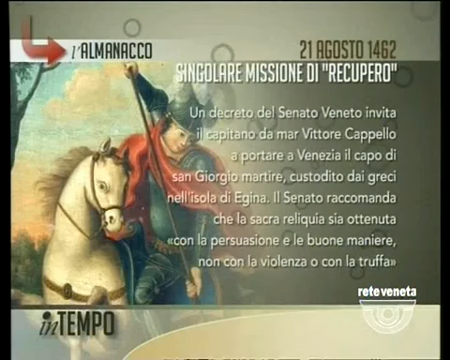 l'ALMANACCO
21 AGOSTO 1462
SINGOLARE MISSIONE DI "RECUPERO"
Un decreto del Senato Veneto invita
il capitano da mar Vittore Cappello
a portare a Venezia il capo di
san Giorgio martire, custodito dai greci
nell'isola di Egina. Il Senato raccomanda
che la sacra reliquia sia ottenuta
«con la persuasione e le buone maniere,
non con la violenza o con la truffa»
reteveneta
inTEMPO